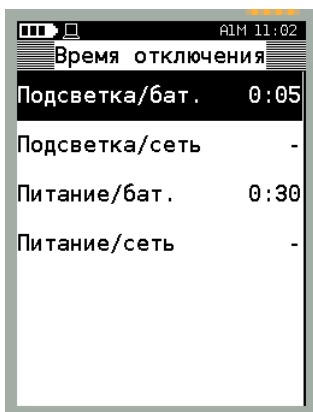 A1M 11:02
Время отключения
Подсветка/бат. 0:05
Подсветка/сеть -
Питание/бат. 0:30
Питание/сеть -